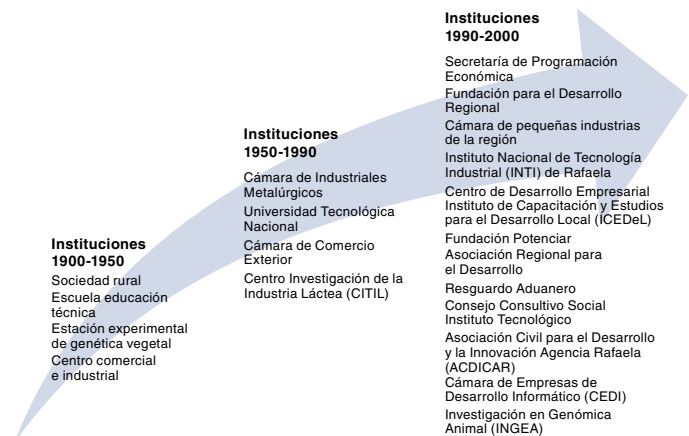 Instituciones
1900-1950
Sociedad rural
Escuela educación
técnica
Estación experimental
de genética vegetal
Centro comercial
e industrial
Instituciones
1950-1990
Cámara de Industriales
Metalúrgicos
Universidad Tecnológica
Nacional
Cámara de Comercio
Exterior
Centro Investigación de la
Industria Láctea (CITIL)
Instituciones
1990-2000
Secretaría de Programación
Económica
Fundación para el Desarrollo
Regional
Cámara de pequeñas industrias
de la región
Instituto Nacional de Tecnología
Industrial (INTI) de Rafaela
Centro de Desarrollo Empresarial
Instituto de Capacitación y Estudios
para el Desarrollo Local (ICEDeL)
Fundación Potenciar
Asociación Regional para
el Desarrollo
Resguardo Aduanero
Consejo Consultivo Social
Instituto Tecnológico
Asociación Civil para el Desarrollo
y la Innovación Agencia Rafaela
(ACDICAR)
Cámara de Empresas de
Desarrollo Informático (CEDI)
Investigación en Genómica
Animal (INGEA)